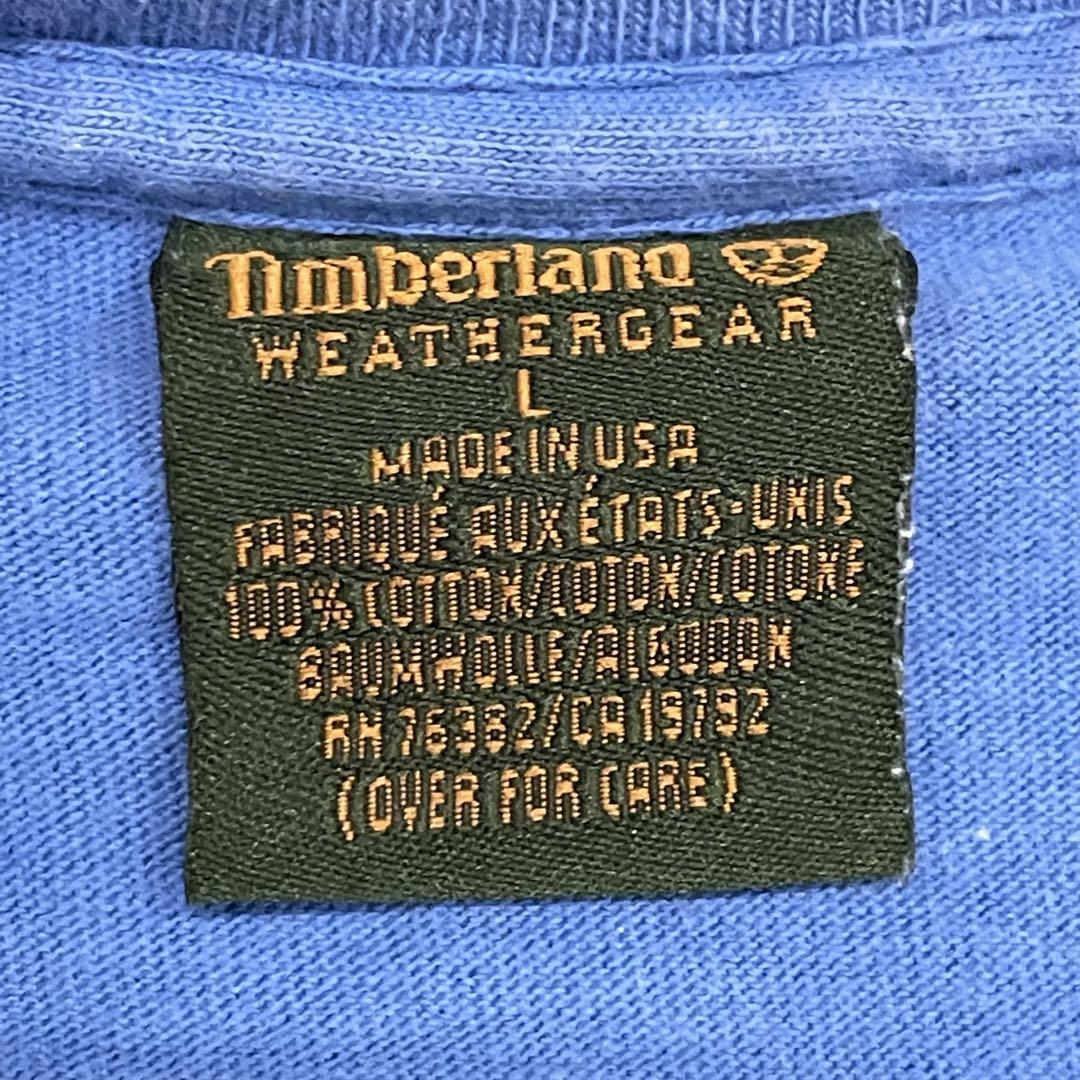 Timberland
WEATHERGEAR
L
MADE IN USA
FABRIQUÉ AUX ÉTATS-UNIS
100% COTTON/COTON/COTONE
BAUMWOLLE/ALGODON
RN 76382/CA 19792
(OVER FOR CARE)